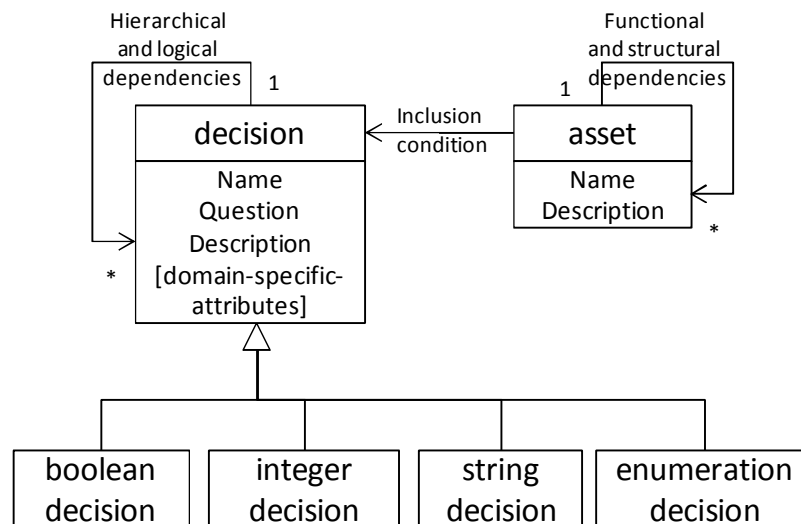 Hierarchical
and logical
dependencies
1
decision
Name
Question
Description
[domain-specific-
attributes]
*
Inclusion
condition
Functional
and structural
dependencies
1
asset
Name
Description
*
boolean
decision
integer
decision
string
decision
enumeration
decision